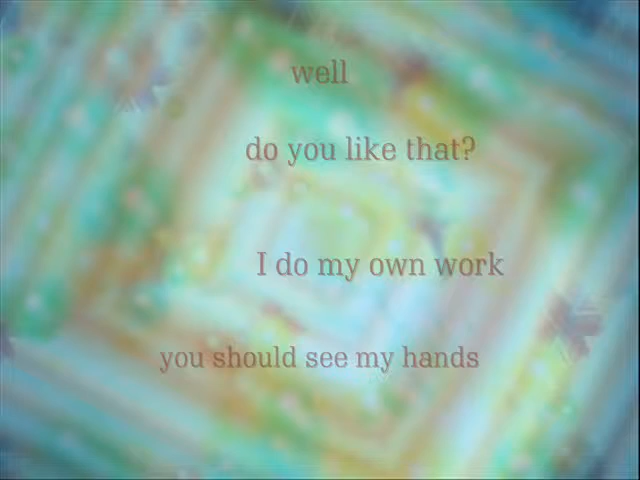 well
do you like that?
I do my own work
you should see my hands